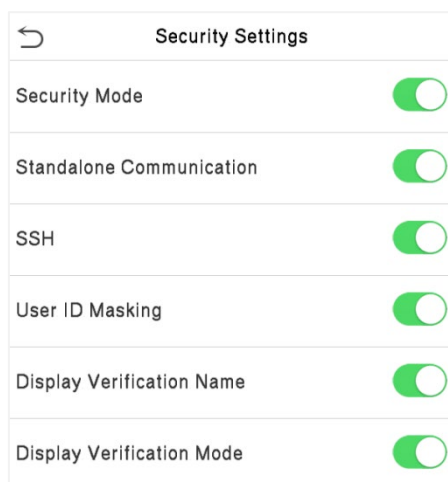 Security Settings
Security Mode
Standalone Communication
SSH
User ID Masking
Display Verification Name
Display Verification Mode